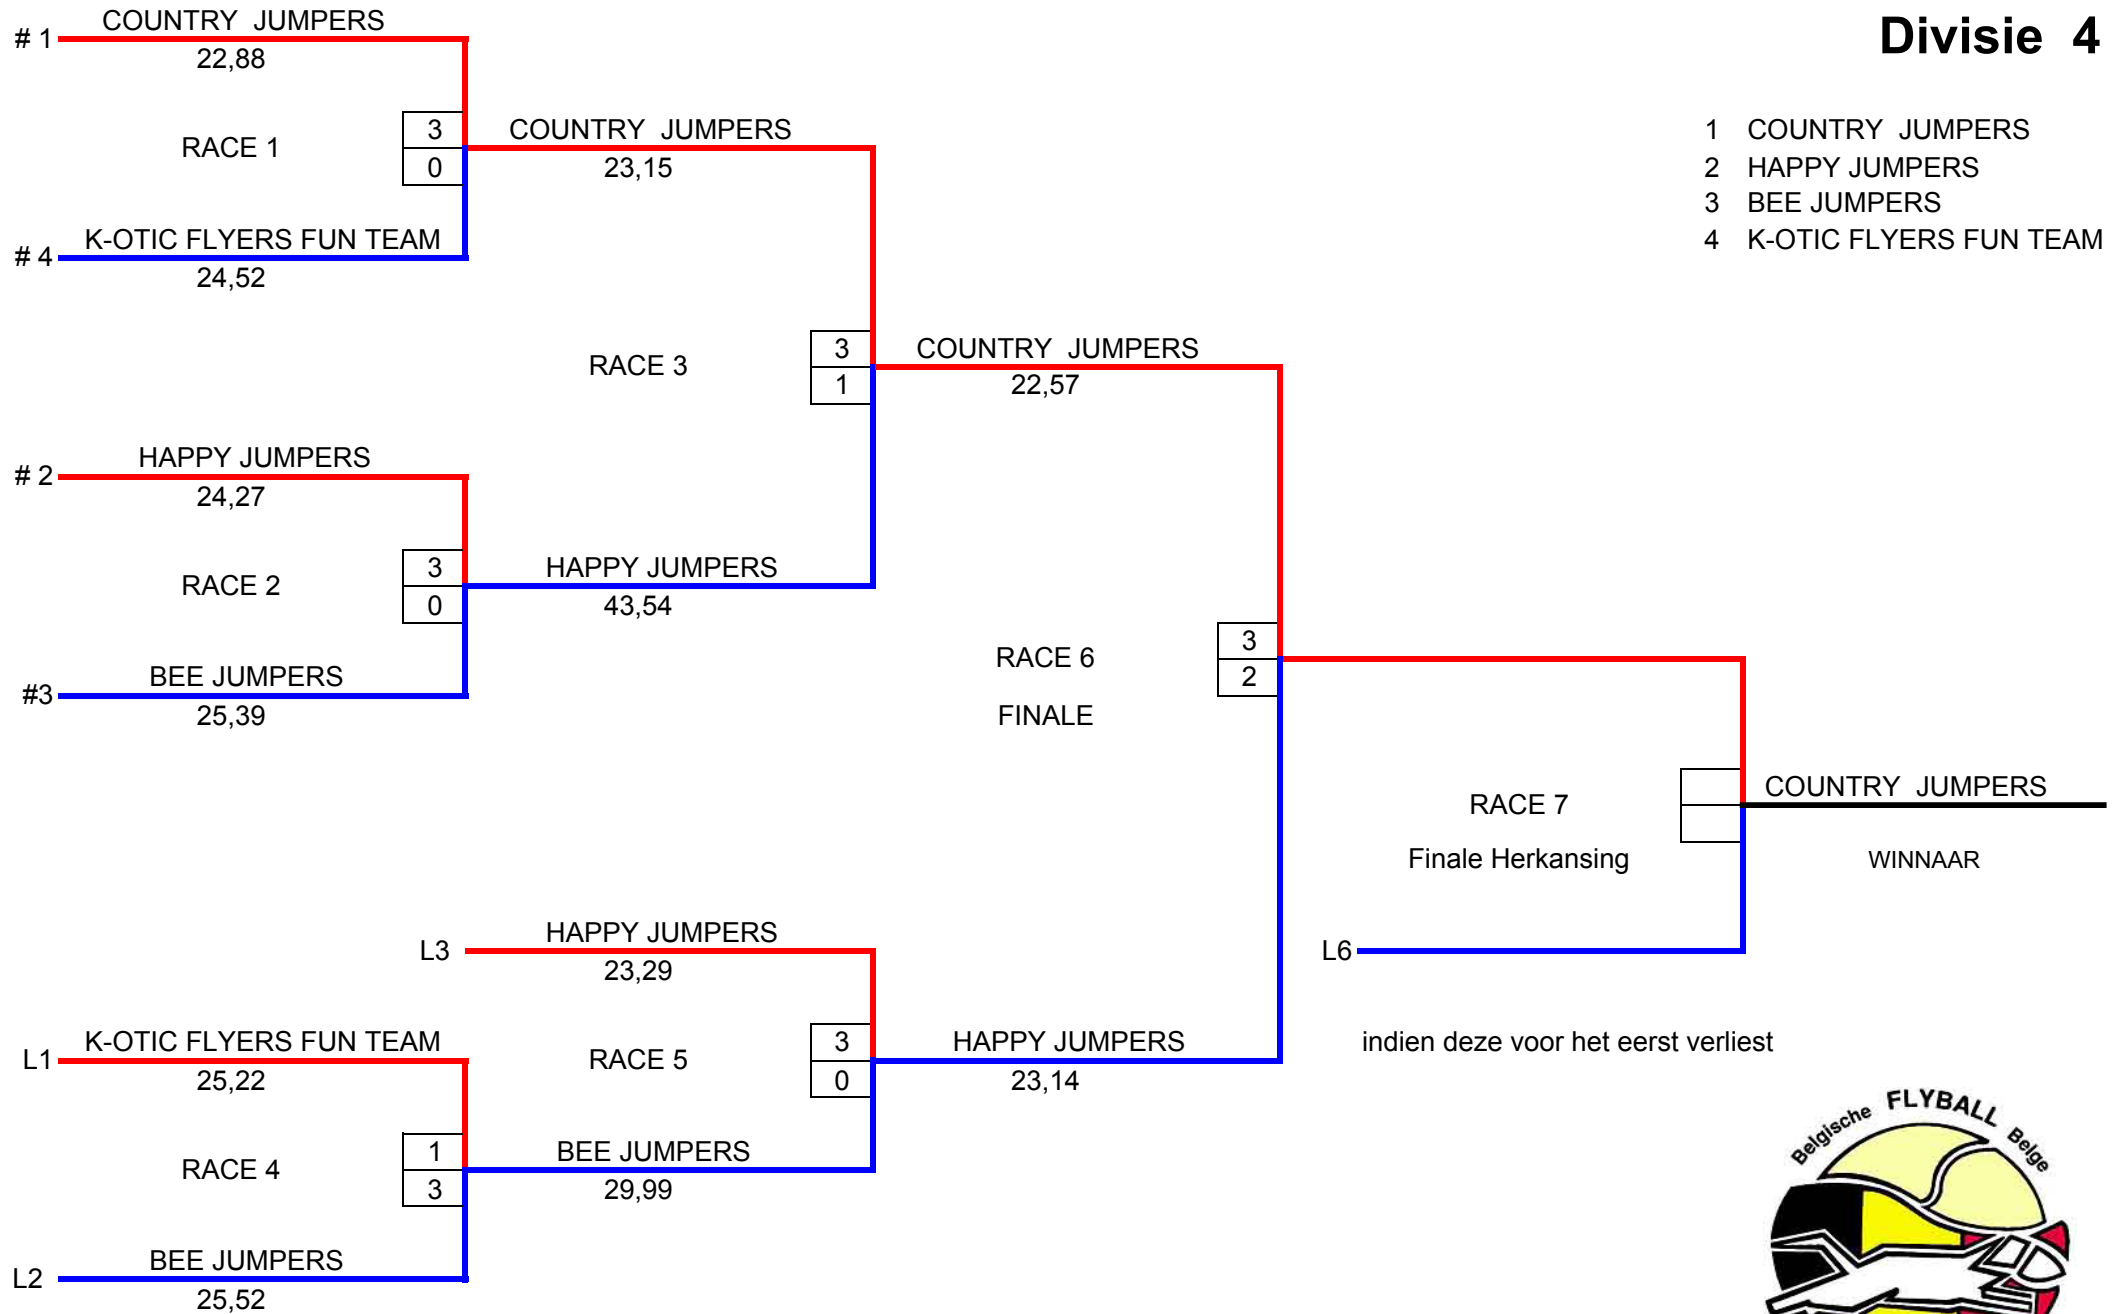 COUNTRY  JUMPERS
Divisie  4
# 1
22,88
3
COUNTRY  JUMPERS
1 COUNTRY  JUMPERS
RACE 1
0
23,15
2 HAPPY JUMPERS
3 BEE JUMPERS
K-OTIC FLYERS FUN TEAM
4 K-OTIC FLYERS FUN TEAM
# 4
24,52
3
COUNTRY  JUMPERS
RACE 3
1
22,57
HAPPY JUMPERS
# 2
24,27
3
HAPPY JUMPERS
RACE 2
0
43,54
3
RACE 6
2
BEE JUMPERS
#3
25,39
FINALE
COUNTRY  JUMPERS
RACE 7
Finale Herkansing
WINNAAR
HAPPY JUMPERS
L3
23,29
L6
K-OTIC FLYERS FUN TEAM
3
HAPPY JUMPERS
indien deze voor het eerst verliest
L1
RACE 5
25,22
0
23,14
1
BEE JUMPERS
RACE 4
3
29,99
BEE JUMPERS
L2
25,52
Belgische FLYBALL Belge